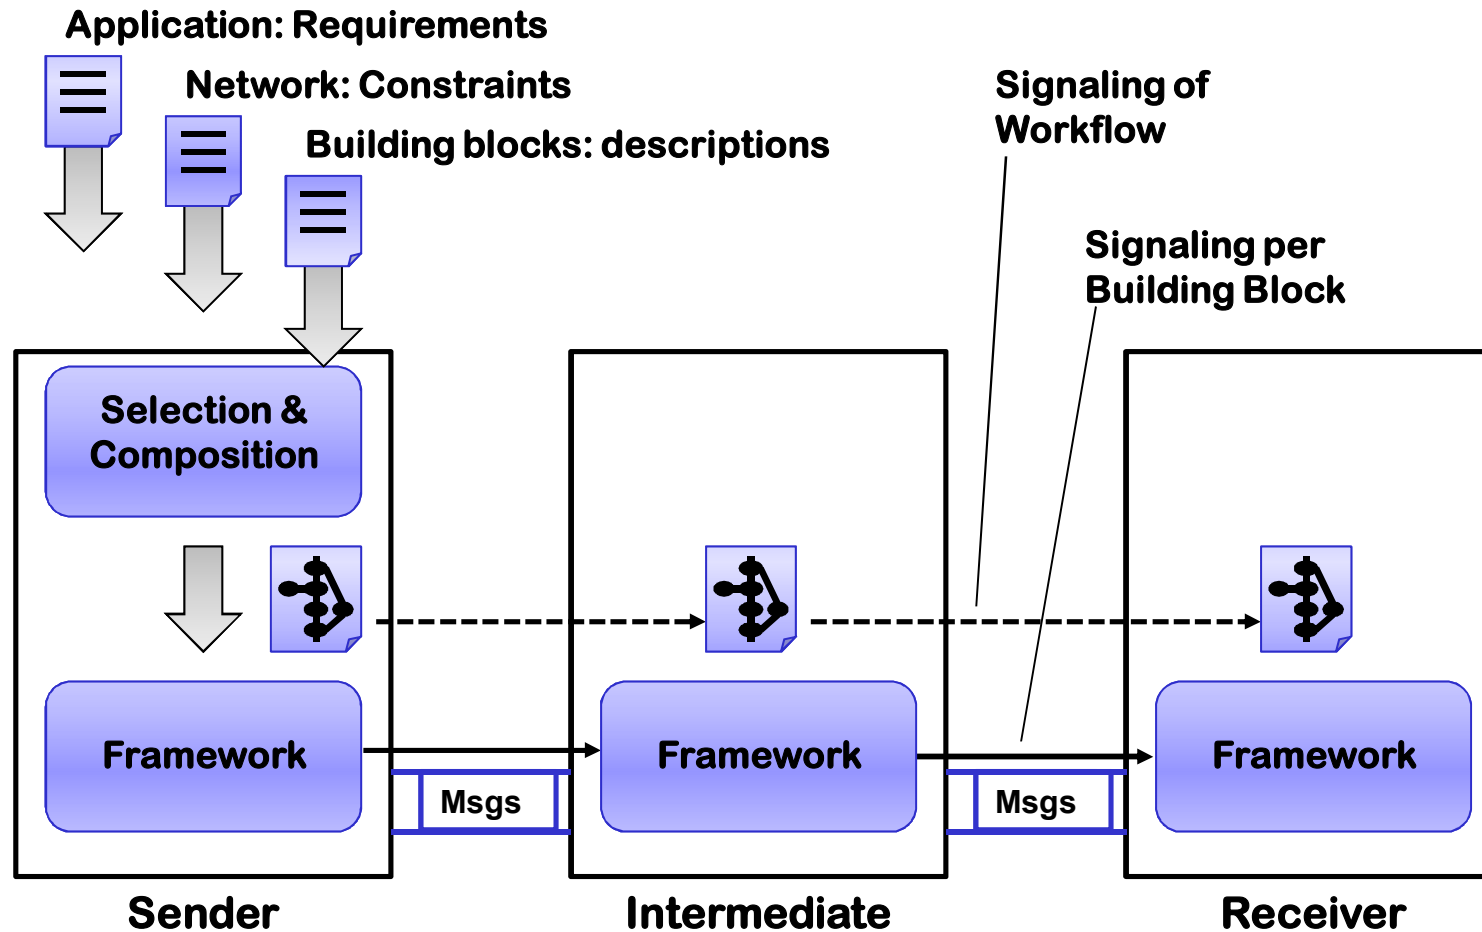 Application: Requirements
Network: Constraints
Building blocks: descriptions
Signaling of
Workflow
Signaling per
Building Block
Selection &
Composition
Framework
Framework
Framework
Msgs
Msgs
Sender
Intermediate
Receiver